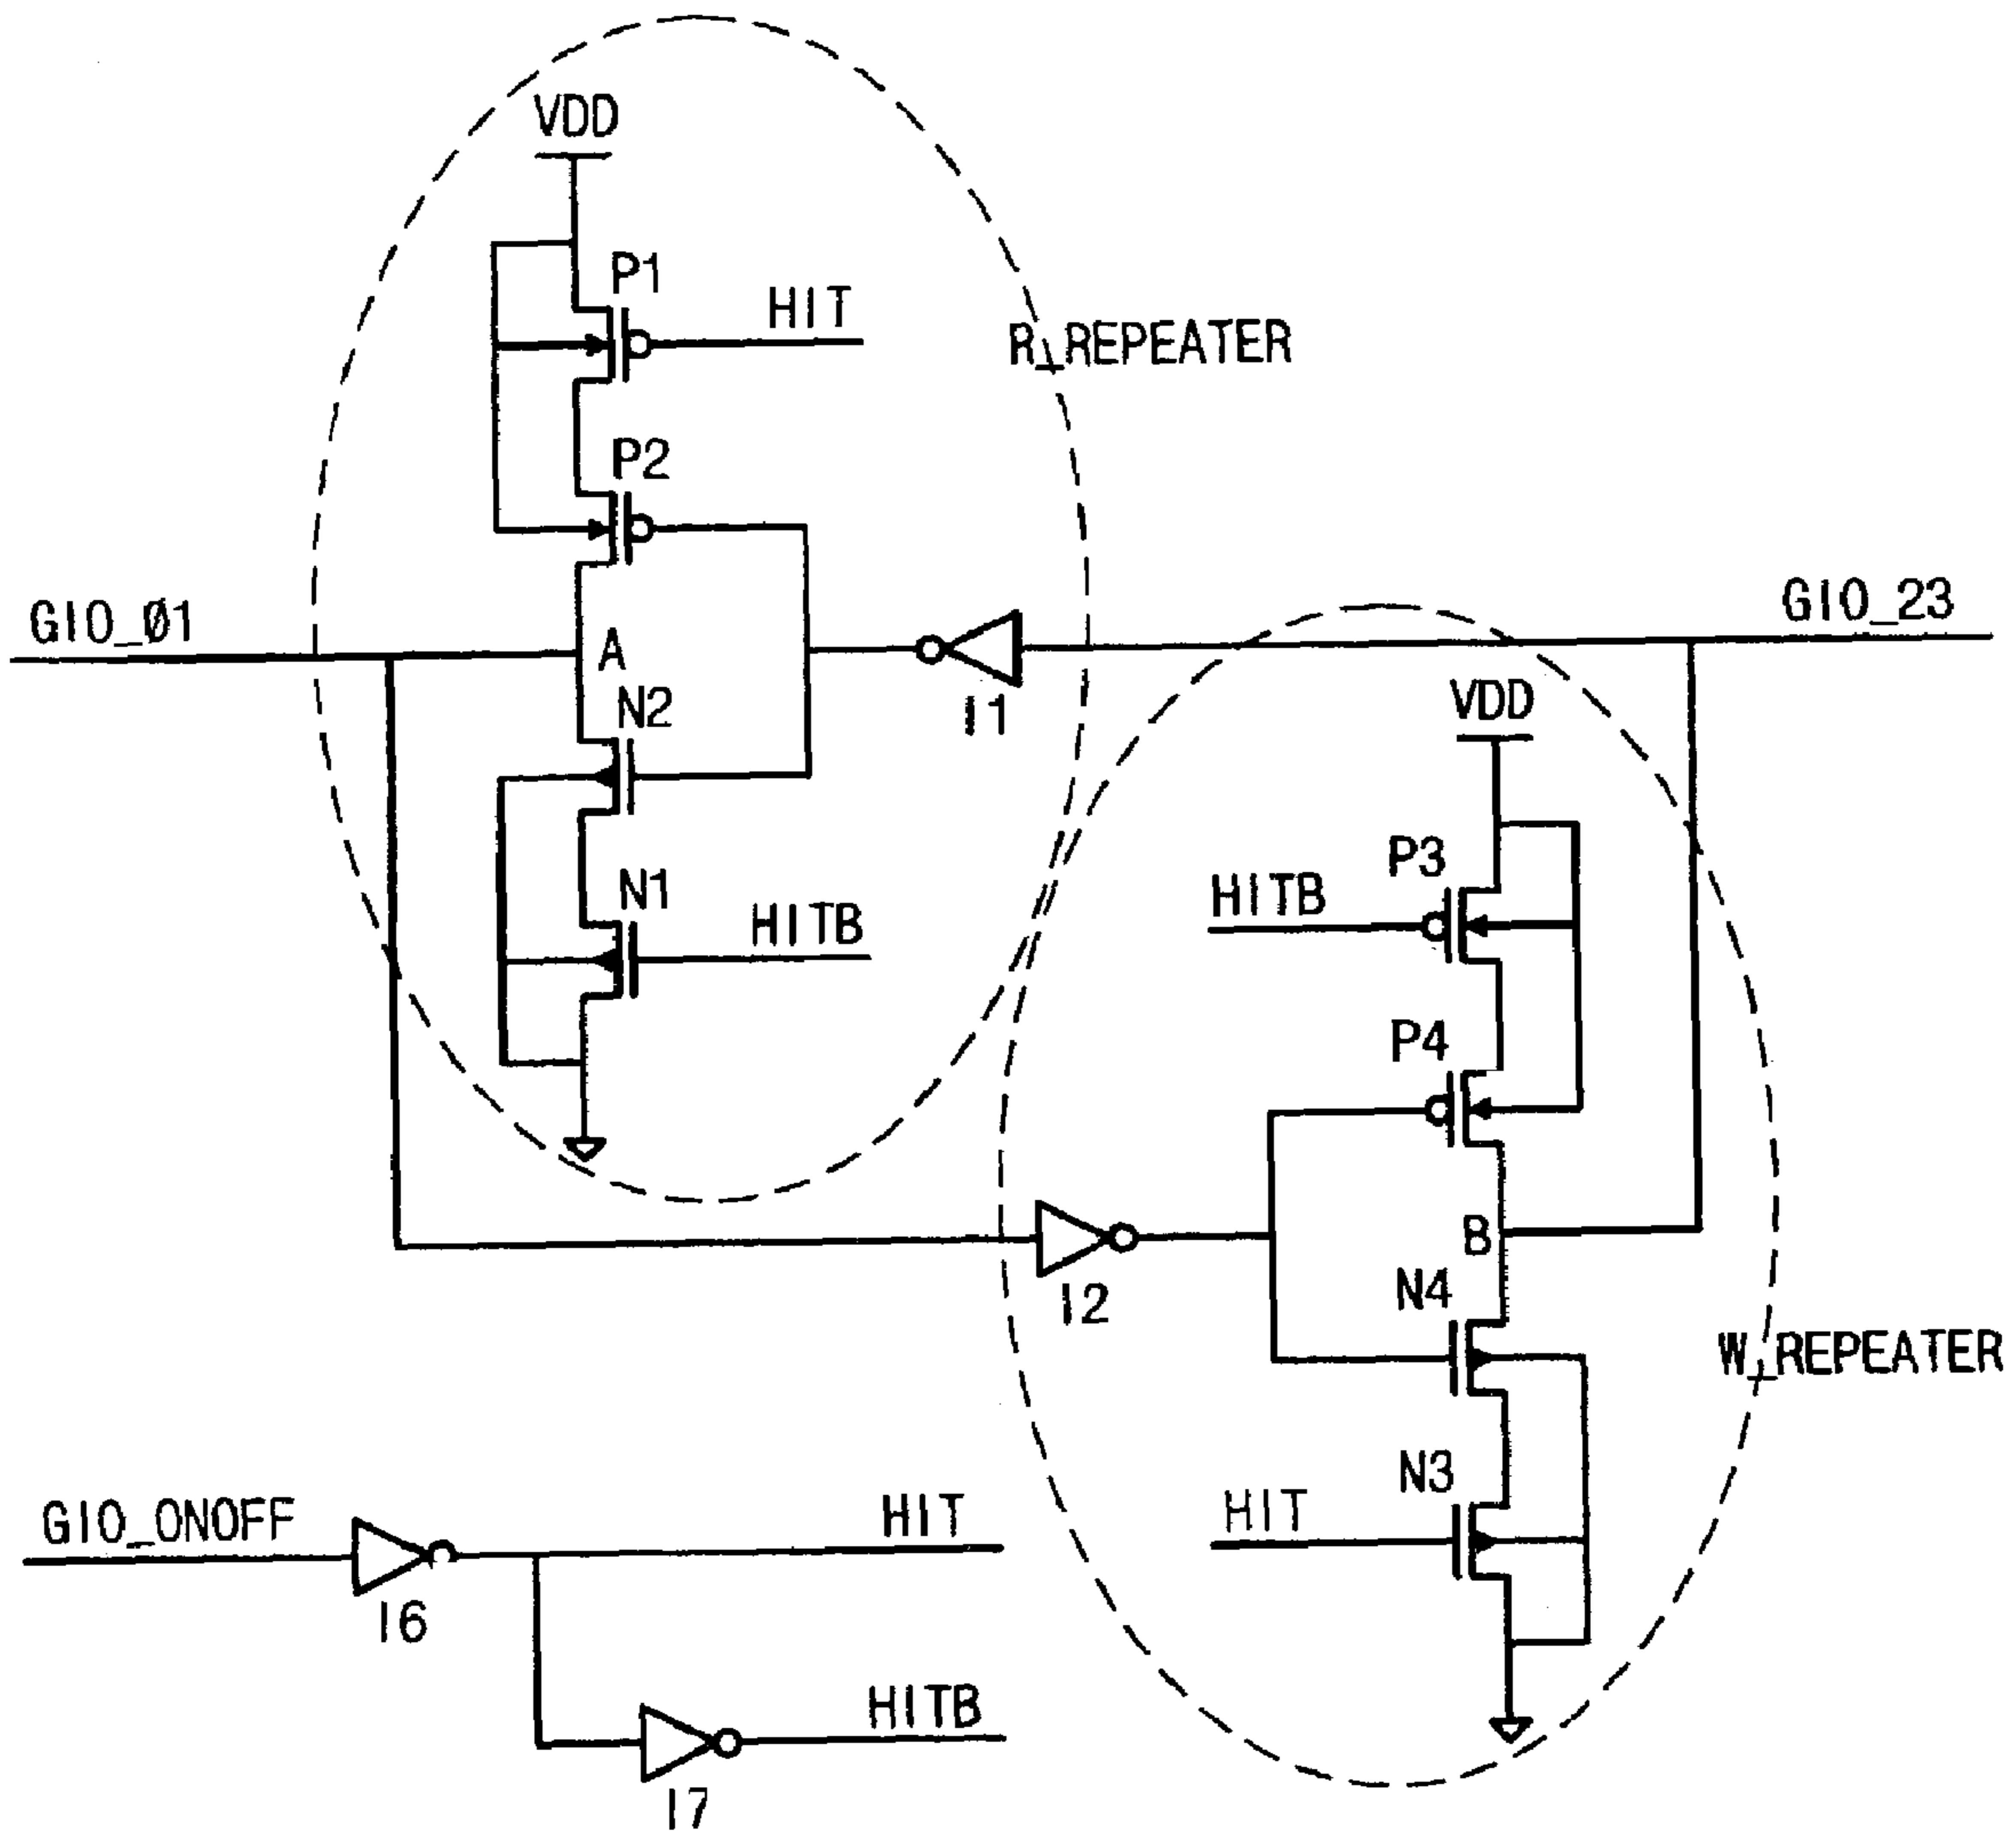 VDD
P1
HIT
R_REPEATER
P2
GIO_01
A
GIO_23
I1
N2
VDD
P3
N1
HITB
HITB
P4
B
I2
N4
W_REPEATER
N3
HIT
GIO_ONOFF
HIT
I6
HITB
I7